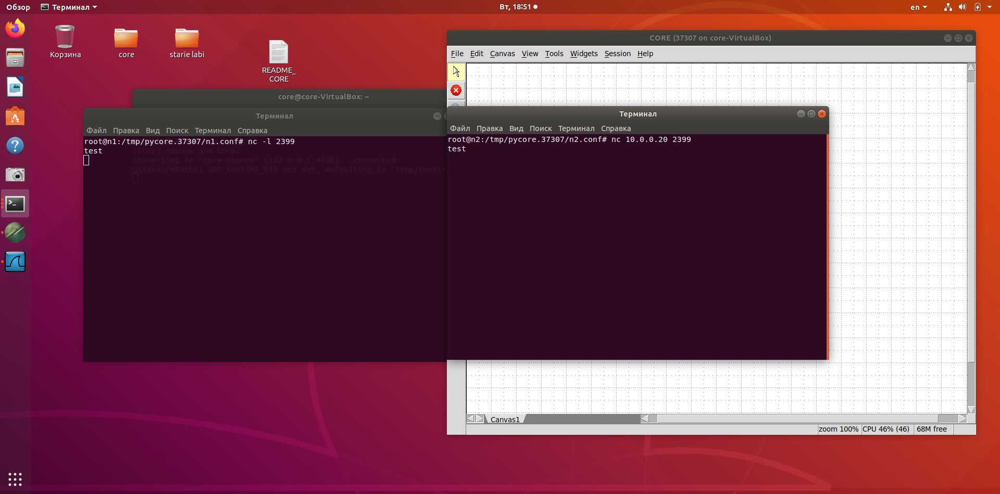 Обзор Терминал Вт, 18:51 en
Корзина core starie labi
README_
CORE
CORE (37307 on core-VirtualBox)
File Edit Canvas View Tools Widgets Session Help
core@core-VirtualBox: ~
Терминал
Файл Правка Вид Поиск Терминал Справка
root@n1:/tmp/pycore.37307/n1.conf# nc -l 2399
test
[sudo] пароль для core:
Connecting to "core-daemon" (127.0.0.1:4038)...connected.
QStandardPaths: XDG_RUNTIME_DIR not set, defaulting to '/tmp/runtim
Терминал
Файл Правка Вид Поиск Терминал Справка
root@n2:/tmp/pycore.37307/n2.conf# nc 10.0.0.20 2399
test
Canvas1
zoom 100% CPU 46% (46) 68M free